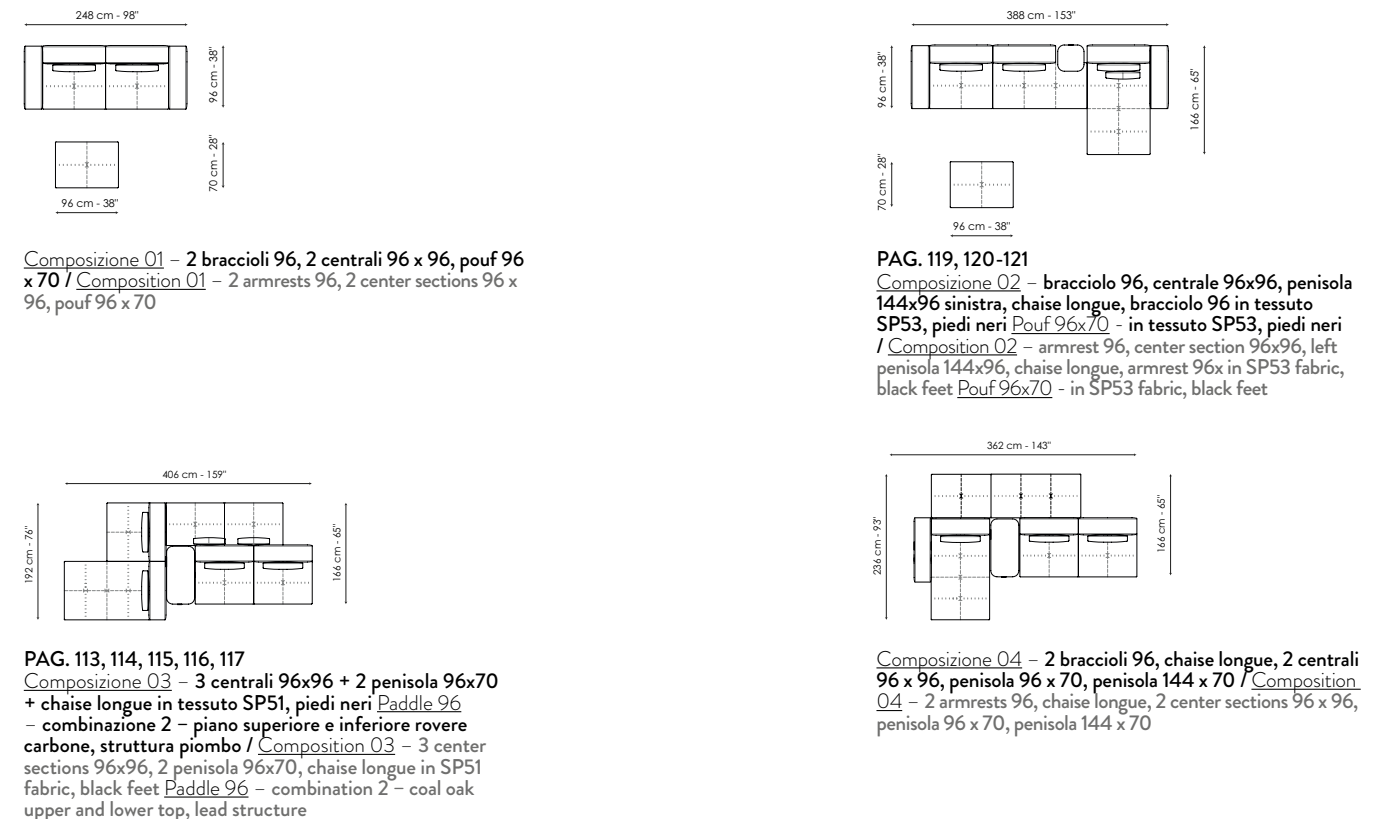 248 cm - 98"
96 cm - 38"
70 cm - 28"
96 cm - 38"
Composizione 01 – 2 braccioli 96, 2 centrali 96 x 96, pouf 96
x 70 / Composition 01 – 2 armrests 96, 2 center sections 96 x
96, pouf 96 x 70
388 cm - 153"
96 cm - 38"
166 cm - 65"
70 cm - 28"
96 cm - 38"
PAG. 119, 120-121
Composizione 02 – bracciolo 96, centrale 96x96, penisola
144x96 sinistra, chaise longue, bracciolo 96 in tessuto
SP53, piedi neri Pouf 96x70 - in tessuto SP53, piedi neri
/ Composition 02 – armrest 96, center section 96x96, left
penisola 144x96, chaise longue, armrest 96x in SP53 fabric,
black feet Pouf 96x70 - in SP53 fabric, black feet
406 cm - 159"
192 cm - 76"
166 cm - 65"
PAG. 113, 114, 115, 116, 117
Composizione 03 – 3 centrali 96x96 + 2 penisola 96x70
+ chaise longue in tessuto SP51, piedi neri Paddle 96
– combinazione 2 – piano superiore e inferiore rovere
carbone, struttura piombo / Composition 03 – 3 center
sections 96x96, 2 penisola 96x70, chaise longue in SP51
fabric, black feet Paddle 96 – combination 2 – coal oak
upper and lower top, lead structure
362 cm - 143"
236 cm - 93"
166 cm - 65"
Composizione 04 – 2 braccioli 96, chaise longue, 2 centrali
96 x 96, penisola 96 x 70, penisola 144 x 70 / Composition
04 – 2 armrests 96, chaise longue, 2 center sections 96 x 96,
penisola 96 x 70, penisola 144 x 70